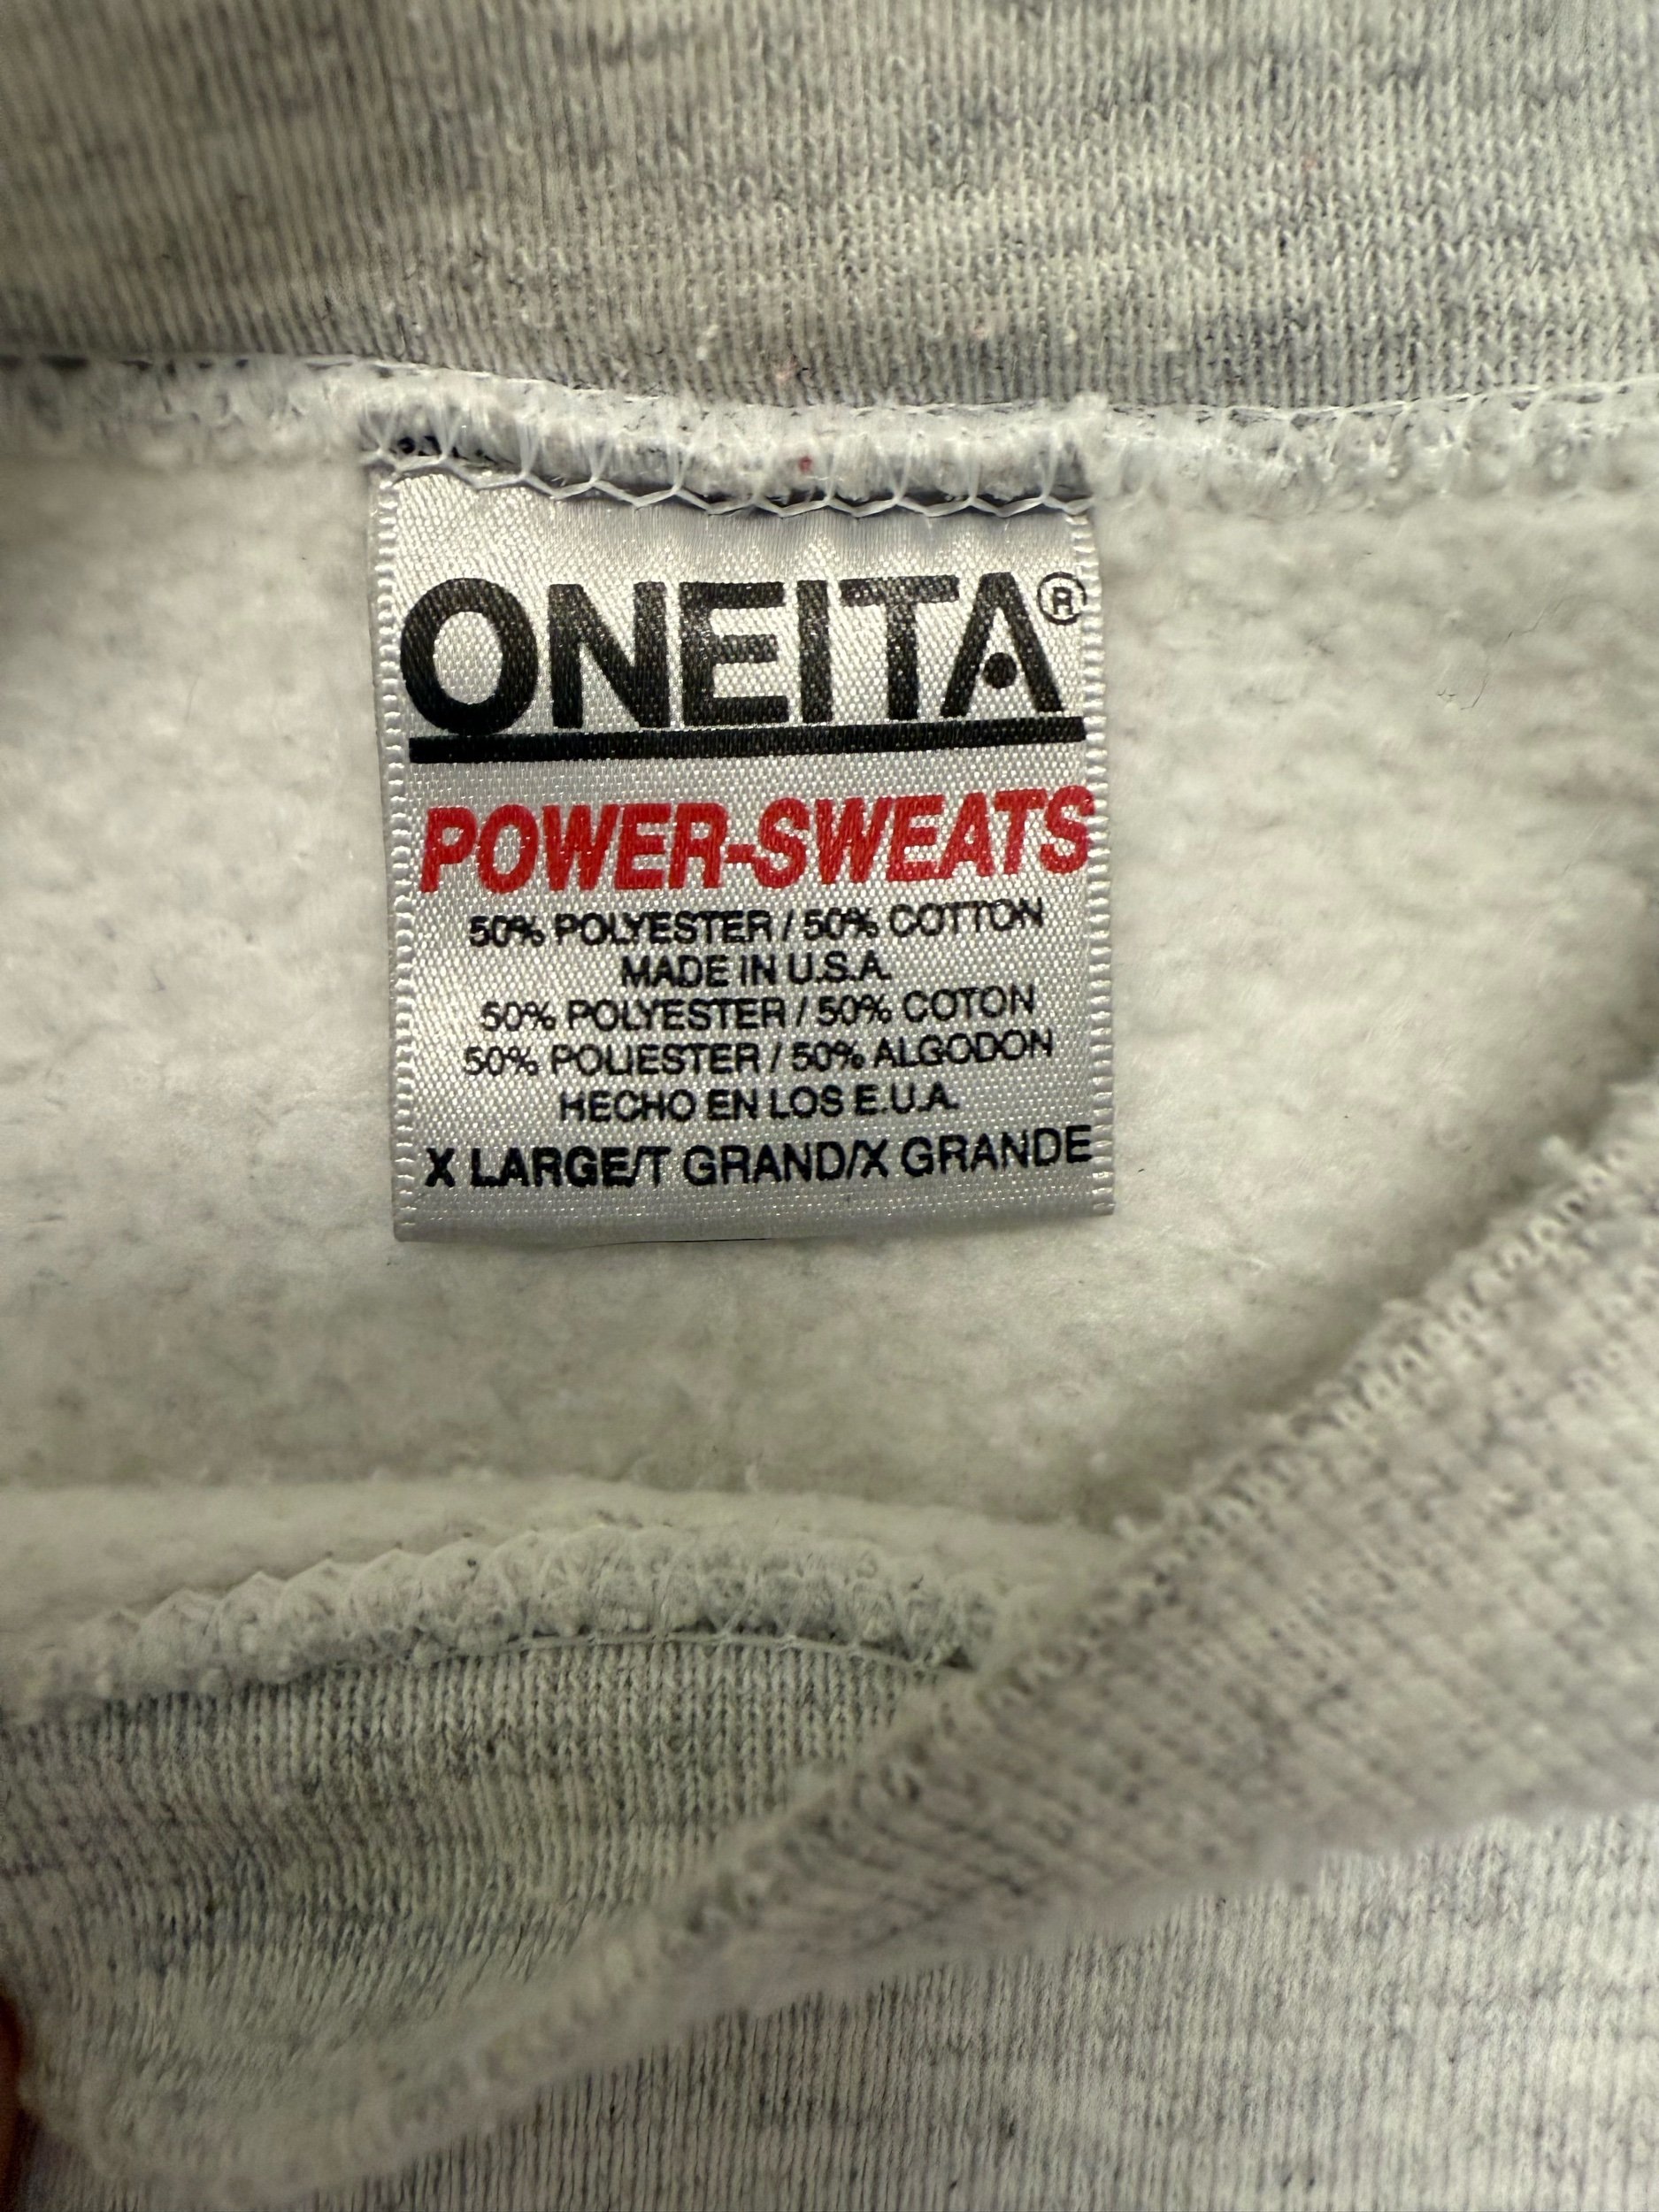 ONEITA®
POWER-SWEATS
50% POLYESTER / 50% COTTON
MADE IN U.S.A.
50% POLYESTER / 50% COTON
50% POLIESTER / 50% ALGODON
HECHO EN LOS E.U.A.
X LARGE/T GRAND/X GRANDE